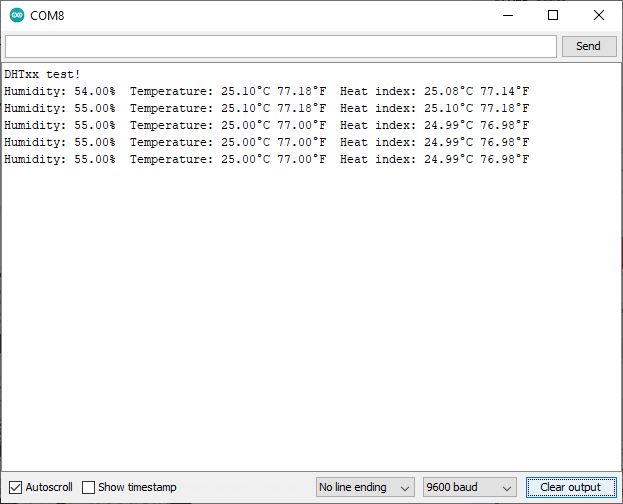 COM8
Send
DHTxx test!
Humidity: 54.00%  Temperature: 25.10°C 77.18°F  Heat index: 25.08°C 77.14°F
Humidity: 55.00%  Temperature: 25.10°C 77.18°F  Heat index: 25.10°C 77.18°F
Humidity: 55.00%  Temperature: 25.00°C 77.00°F  Heat index: 24.99°C 76.98°F
Humidity: 55.00%  Temperature: 25.00°C 77.00°F  Heat index: 24.99°C 76.98°F
Humidity: 55.00%  Temperature: 25.00°C 77.00°F  Heat index: 24.99°C 76.98°F
Autoscroll Show timestamp No line ending 9600 baud Clear output